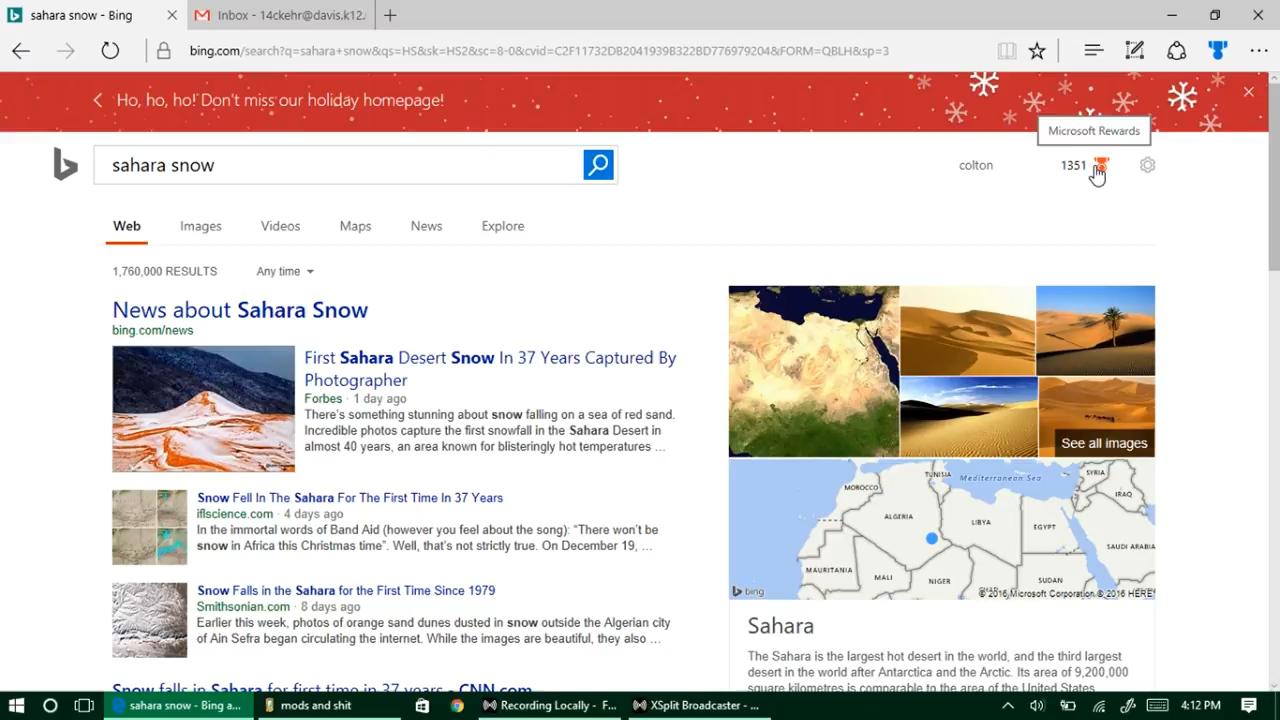 sahara snow - Bing
Inbox - 14ckehr@davis.k12.
bing.com/search?q=sahara+snow&qs=HS&sk=HS2&sc=8-0&cvid=C2F11732DB2041939B322BD776979204&FORM=QBLH&sp=3
Ho, ho, ho! Don't miss our holiday homepage!
Microsoft Rewards
sahara snow
colton
1351
Web Images Videos Maps News Explore
1,760,000 RESULTS Any time
News about Sahara Snow
bing.com/news
First Sahara Desert Snow In 37 Years Captured By
Photographer
Forbes · 1 day ago
There's something stunning about snow falling on a sea of red sand.
Incredible photos capture the first snowfall in the Sahara Desert in
almost 40 years, an area known for blisteringly hot temperatures ...
Snow Fell In The Sahara For The First Time In 37 Years
iflscience.com · 4 days ago
In the immortal words of Band Aid (however you feel about the song): “There won't be
snow in Africa this Christmas time”. Well, that's not strictly true. On December 19, ...
Snow Falls in the Sahara for the First Time Since 1979
Smithsonian.com · 8 days ago
Earlier this week, photos of orange sand dunes dusted in snow outside the Algerian city
of Ain Sefra began circulating the internet. While the images are beautiful, they also ...
Snow falls in Sahara for first time in 37 years - CNN.com
See all images
TUNISIA
Mediterranean Sea
SYRIA
MOROCCO
IRAQ
ALGERIA
LIBYA
EGYPT
SAUDI ARABIA
MAURITANIA
MALI
NIGER
SUDAN
bing
© 2016 Microsoft Corporation © 2016 HERE
Sahara
The Sahara is the largest hot desert in the world, and the third largest
desert in the world after Antarctica and the Arctic. Its area of 9,200,000
square kilometres is comparable to the area of the United States
sahara snow - Bing a...
mods and shit
Recording Locally - F...
XSplit Broadcaster - ...
4:12 PM